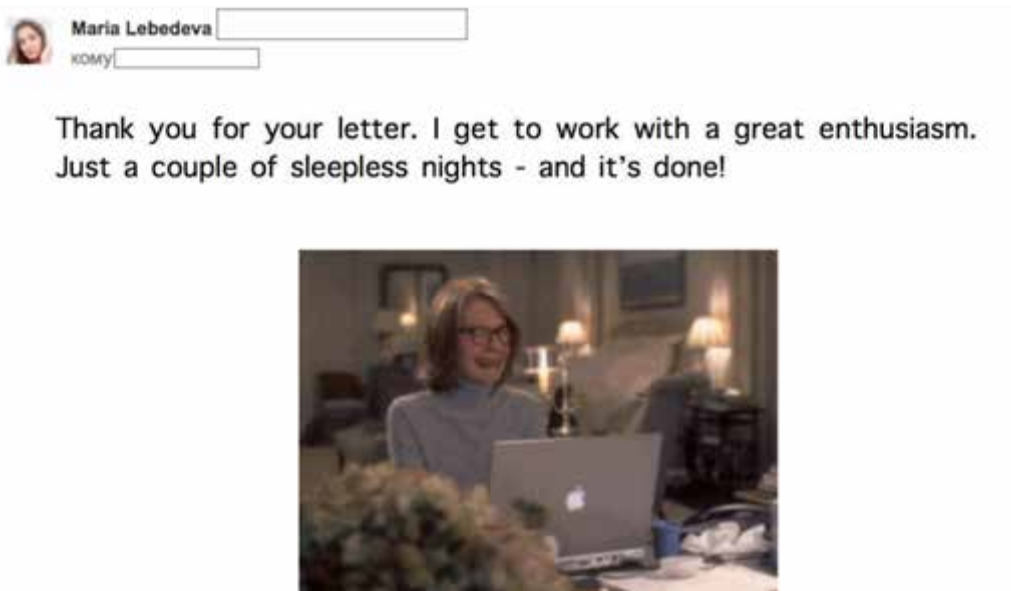 Maria Lebedeva
кому
Thank you for your letter. I get to work with a great enthusiasm.
Just a couple of sleepless nights - and it's done!